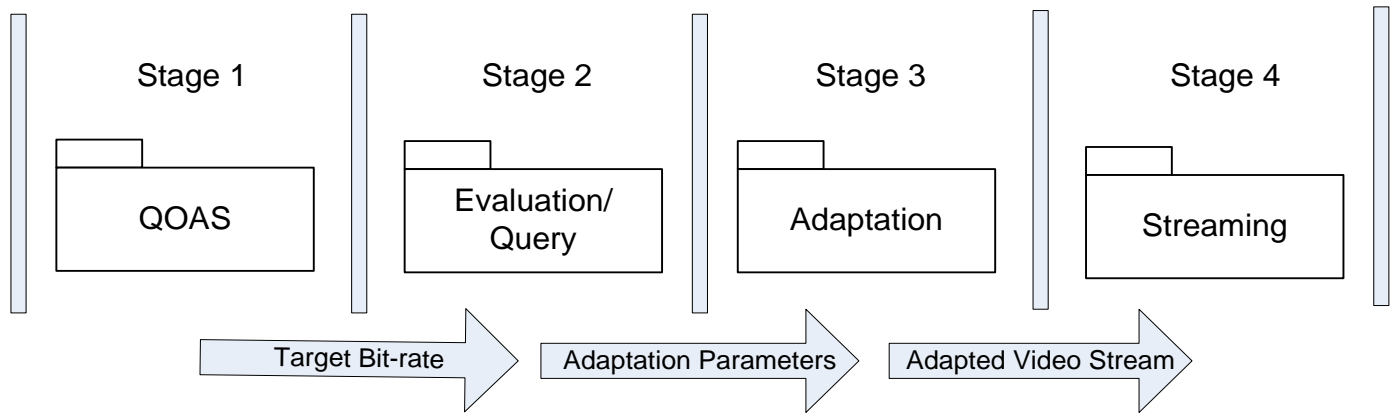 Stage 1
Stage 2
Stage 3
Stage 4
QOAS
Evaluation/
Query
Adaptation
Streaming
Target Bit-rate
Adaptation Parameters
Adapted Video Stream